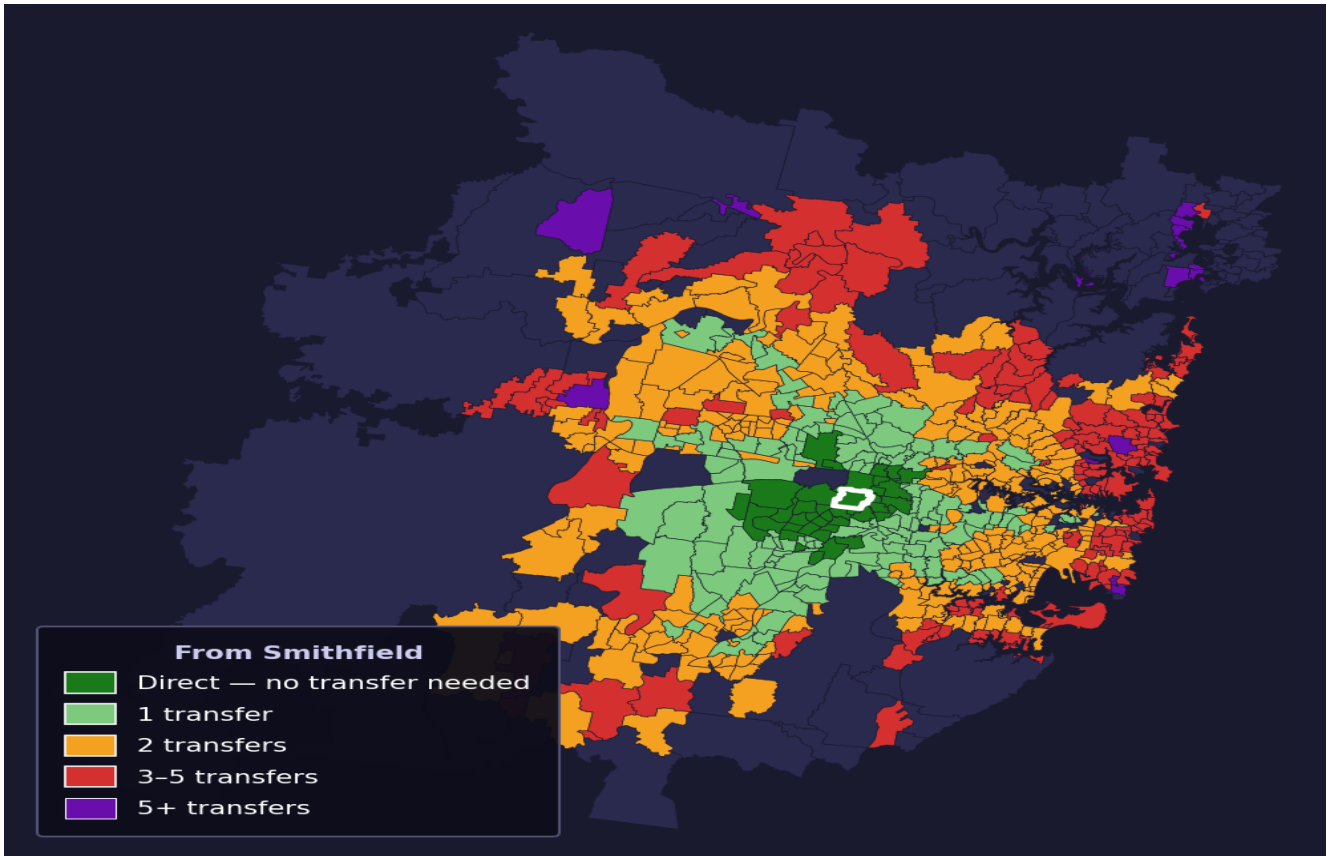 From Smithfield
Direct — no transfer needed
1 transfer
2 transfers
3–5 transfers
5+ transfers